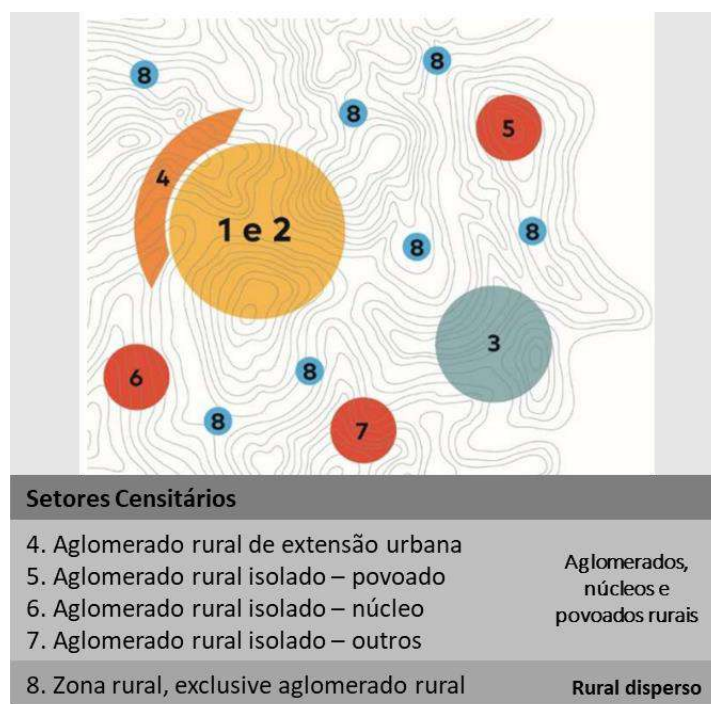 8
8
8
5
4
1 e 2
8
8
3
8
6
8
7
Setores Censitários
4. Aglomerado rural de extensão urbana
5. Aglomerado rural isolado – povoado
6. Aglomerado rural isolado – núcleo
7. Aglomerado rural isolado – outros
Aglomerados,
núcleos e
povoados rurais
8. Zona rural, exclusive aglomerado rural
Rural disperso